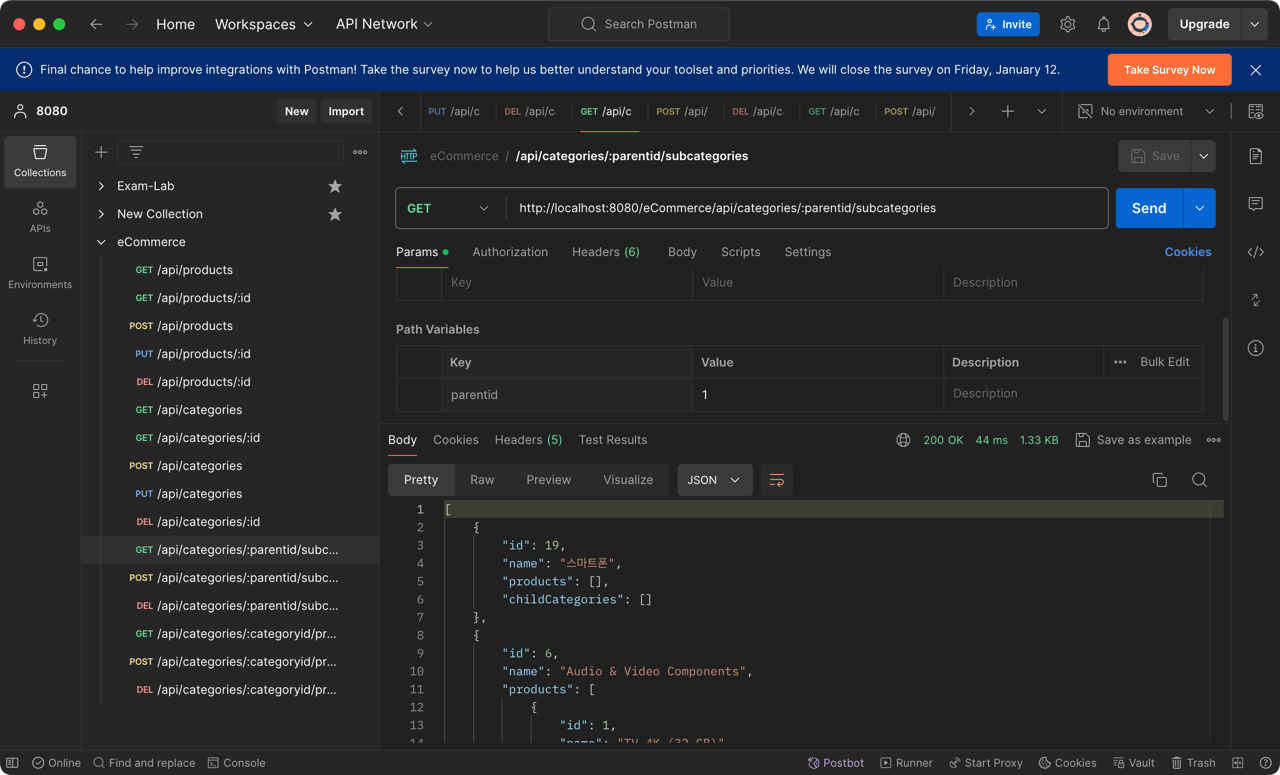 Home Workspaces API Network Search Postman Invite Upgrade
Final chance to help improve integrations with Postman! Take the survey now to help us better understand your toolset and priorities. We will close the survey on Friday, January 12. Take Survey Now
8080 New Import
PUT /api/c DEL /api/c. GET /api/c POST /api/ DEL /api/c. GET /api/c POST /api/ No environment
Collections
APIs
Environments
History
Exam-Lab
New Collection
eCommerce
GET /api/products
GET /api/products/:id
POST /api/products
PUT /api/products/:id
DEL /api/products/:id
GET /api/categories
GET /api/categories/:id
POST /api/categories
PUT /api/categories
DEL /api/categories/:id
GET /api/categories/:parentid/subc...
POST /api/categories/:parentid/subc...
DEL /api/categories/:parentid/subc...
GET /api/categories/:categoryid/pr...
POST /api/categories/:categoryid/pr...
DEL /api/categories/:categoryid/pr...
HTTP eCommerce / /api/categories/:parentid/subcategories Save
GET http://localhost:8080/eCommerce/api/categories/:parentid/subcategories Send
Params Authorization Headers (6) Body Scripts Settings Cookies
Key Value Description
Path Variables
Key Value Description Bulk Edit
parentid 1 Description
Body Cookies Headers (5) Test Results 200 OK 44 ms 1.33 KB Save as example
Pretty Raw Preview Visualize JSON
1 [
2 {
3 "id": 19,
4 "name": "스마트폰",
5 "products": [],
6 "childCategories": []
7 },
8 {
9 "id": 6,
10 "name": "Audio & Video Components",
11 "products": [
12 {
13 "id": 1,
14 "name": "TV 4K (32 GB)"
Online Find and replace Console Postbot Runner Start Proxy Cookies Vault Trash